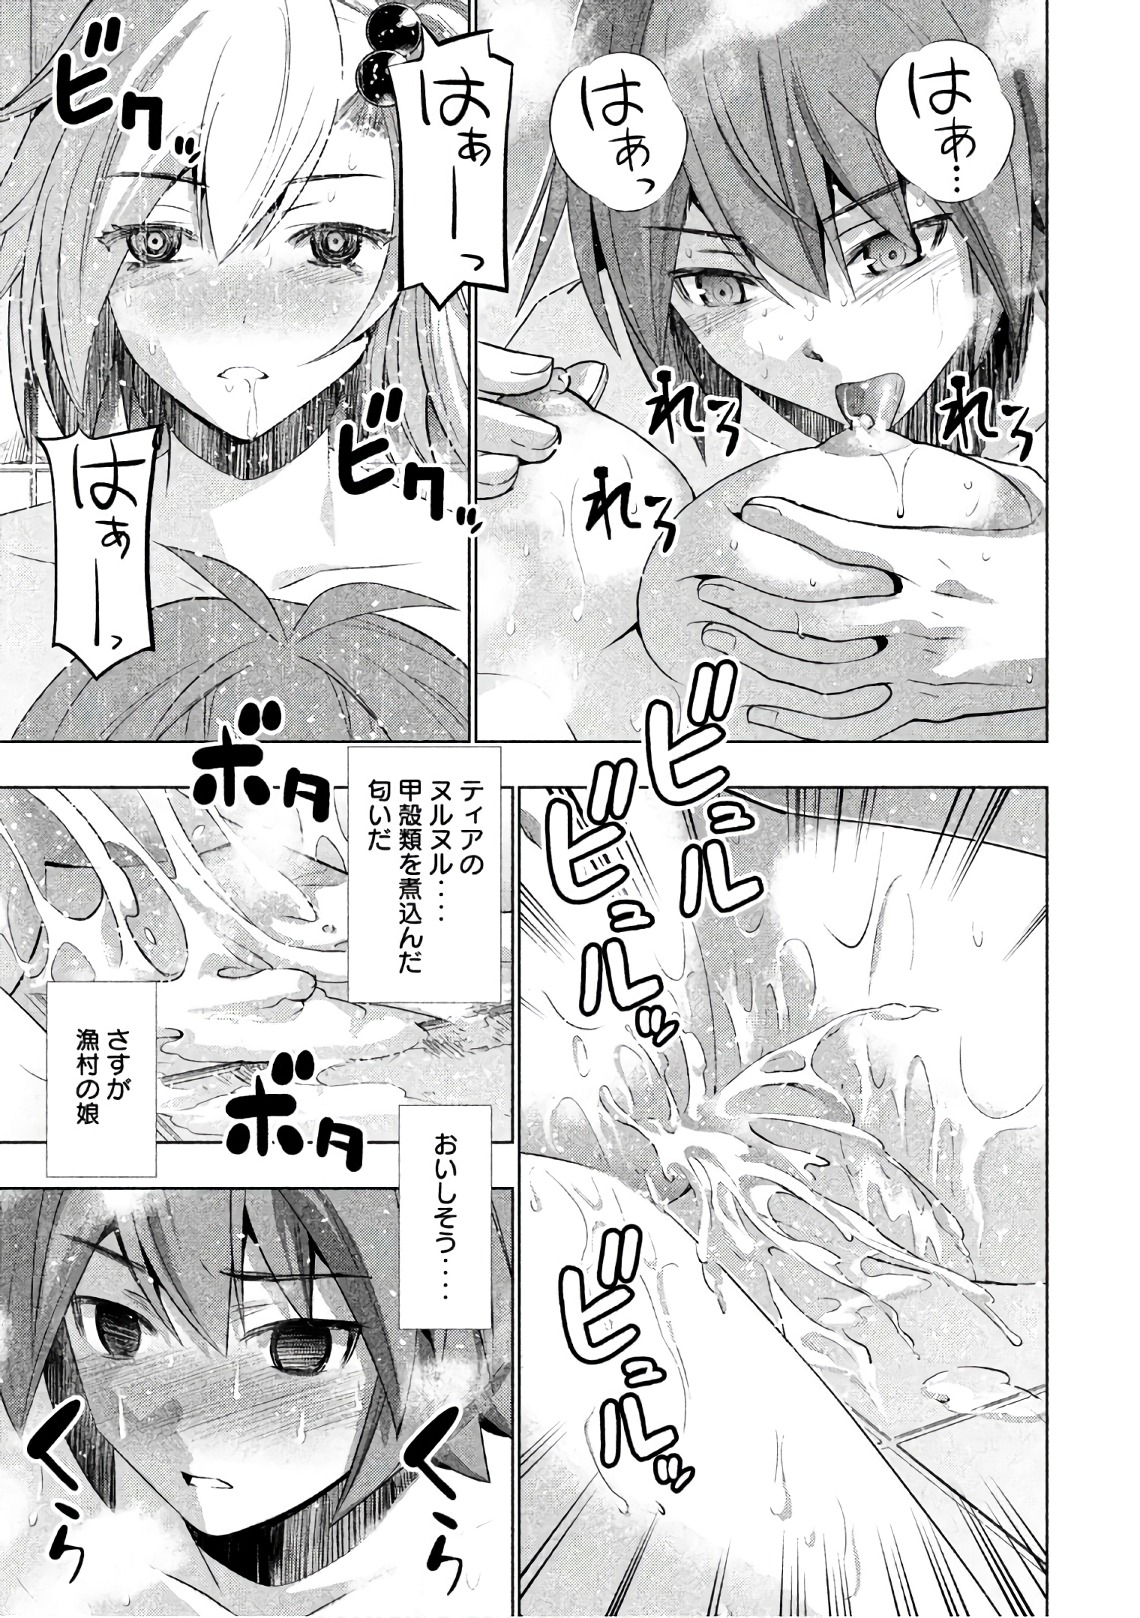 はぁ…
はぁっ
れろ
れろ
れろ
はぁーっ
ビクッ
ビクッ
はぁーっ
ビュルッ
ビュルルッ
ビュルルッ
ティアの
ヌルヌル‥‥
甲殻類を煮込んだ
匂いだ
ボタ
さすが
漁村の娘
ボタ
おいしそう‥‥
くら
くら